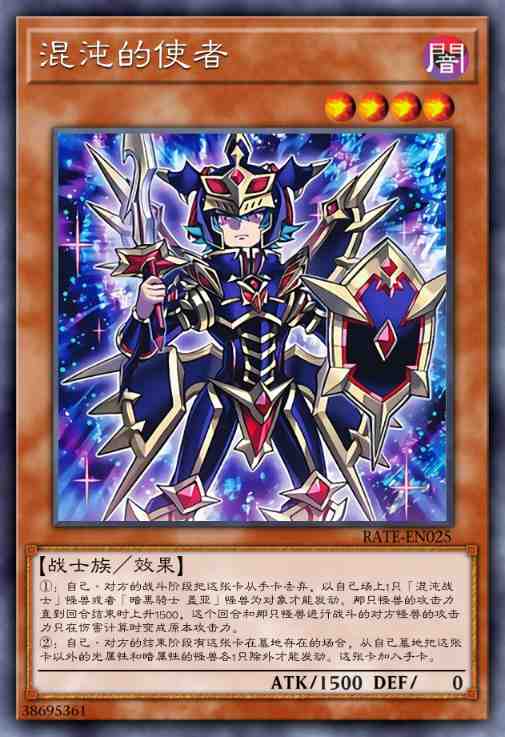 混沌的使者
闇
RATE-EN025
【战士族／效果】
①：自己·对方的战斗阶段把这张卡从手卡丢弃，以自己场上1只「混沌战
士」怪兽或者「暗黑骑士 盖亚」怪兽为对象才能发动。那只怪兽的攻击力
直到回合结束时上升1500，这个回合和那只怪兽进行战斗的对方怪兽的攻击
力只在伤害计算时变成原本攻击力。
②：自己·对方的结束阶段有这张卡在墓地存在的场合，从自己墓地把这张
卡以外的光属性和暗属性的怪兽各1只除外才能发动。这张卡加入手卡。
ATK/1500 DEF/ 0
38695361